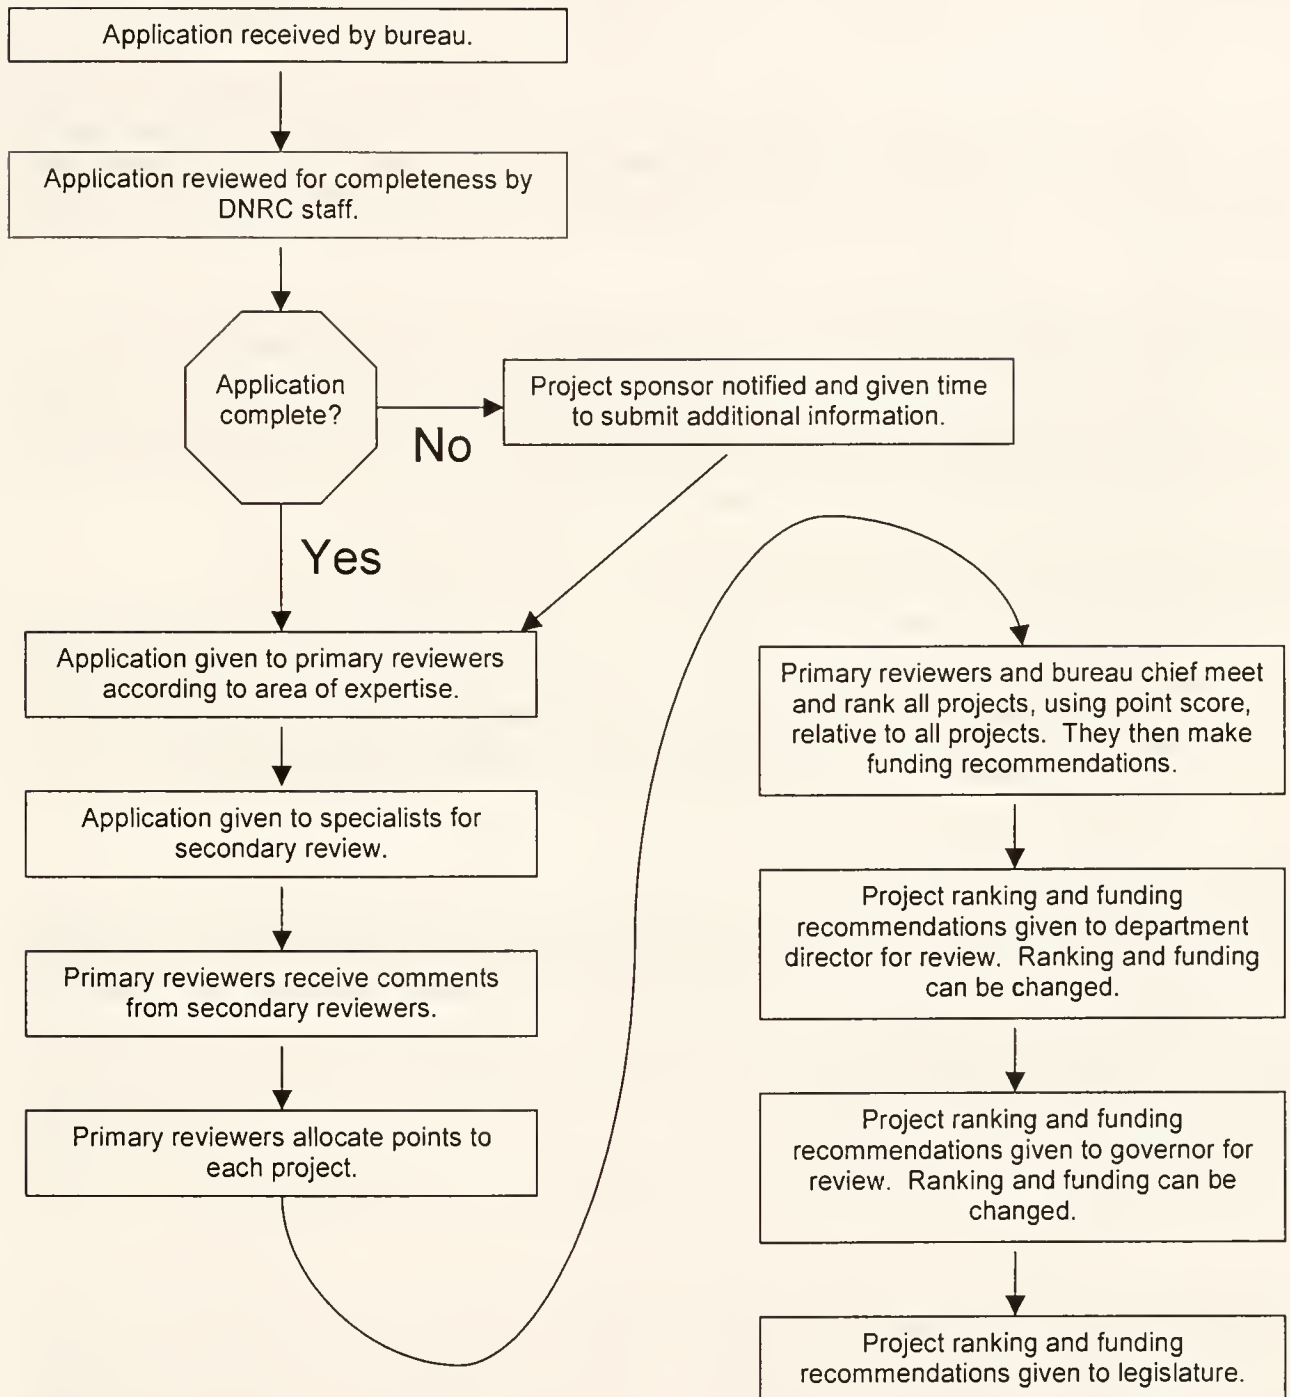 Application received by bureau.
Application reviewed for completeness by
DNRC staff.
Application
complete?
No
Project sponsor notified and given time
to submit additional information.
Yes
Application given to primary reviewers
according to area of expertise.
Application given to specialists for
secondary review.
Primary reviewers receive comments
from secondary reviewers.
Primary reviewers allocate points to
each project.
Primary reviewers and bureau chief meet
and rank all projects, using point score,
relative to all projects.  They then make
funding recommendations.
Project ranking and funding
recommendations given to department
director for review.  Ranking and funding
can be changed.
Project ranking and funding
recommendations given to governor for
review.  Ranking and funding can be
changed.
Project ranking and funding
recommendations given to legislature.